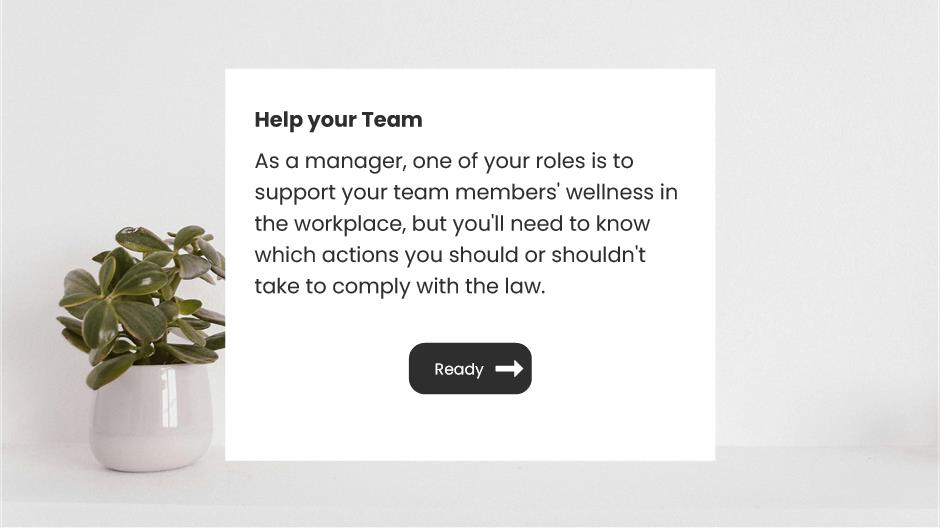 Help your Team
As a manager, one of your roles is to
support your team members' wellness in
the workplace, but you'll need to know
which actions you should or shouldn't
take to comply with the law.
Ready